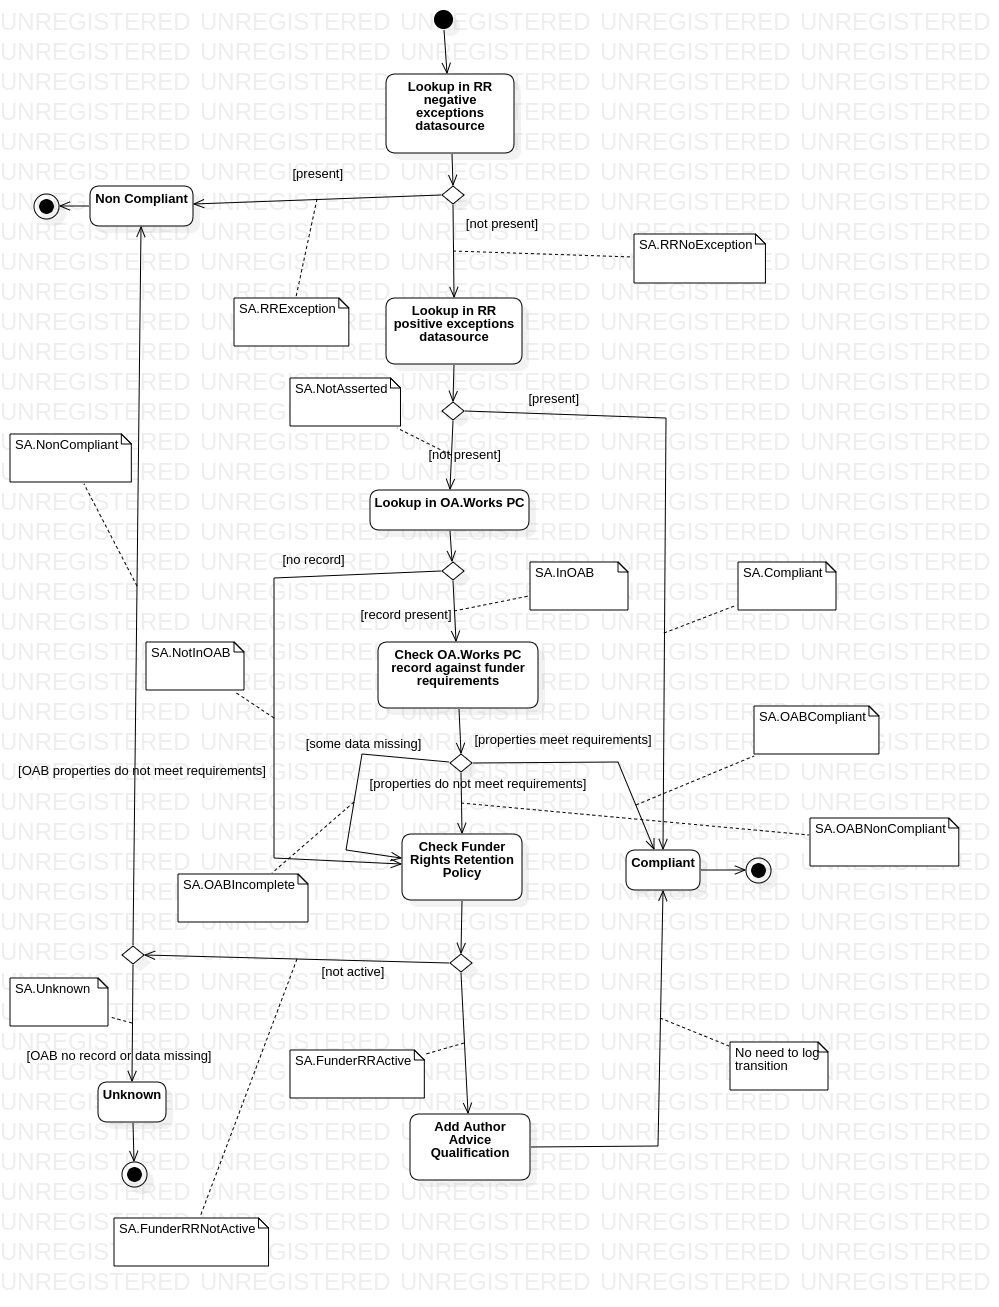 Lookup in RR
negative
exceptions
datasource
[present]
Non Compliant
[not present]
SA.RRNoException
SA.RRException
Lookup in RR
positive exceptions
datasource
SA.NotAsserted
[present]
SA.NonCompliant
[not present]
Lookup in OA.Works PC
[no record]
SA.InOAB
SA.Compliant
[record present]
SA.NotInOAB
Check OA.Works PC
record against funder
requirements
SA.OABCompliant
[some data missing]
[properties meet requirements]
[OAB properties do not meet requirements]
[properties do not meet requirements]
SA.OABNonCompliant
Check Funder
Rights Retention
Policy
Compliant
SA.OABIncomplete
[not active]
SA.Unknown
[OAB no record or data missing]
SA.FunderRRActive
No need to log
transition
Unknown
Add Author
Advice
Qualification
SA.FunderRRNotActive
UNREGISTERED